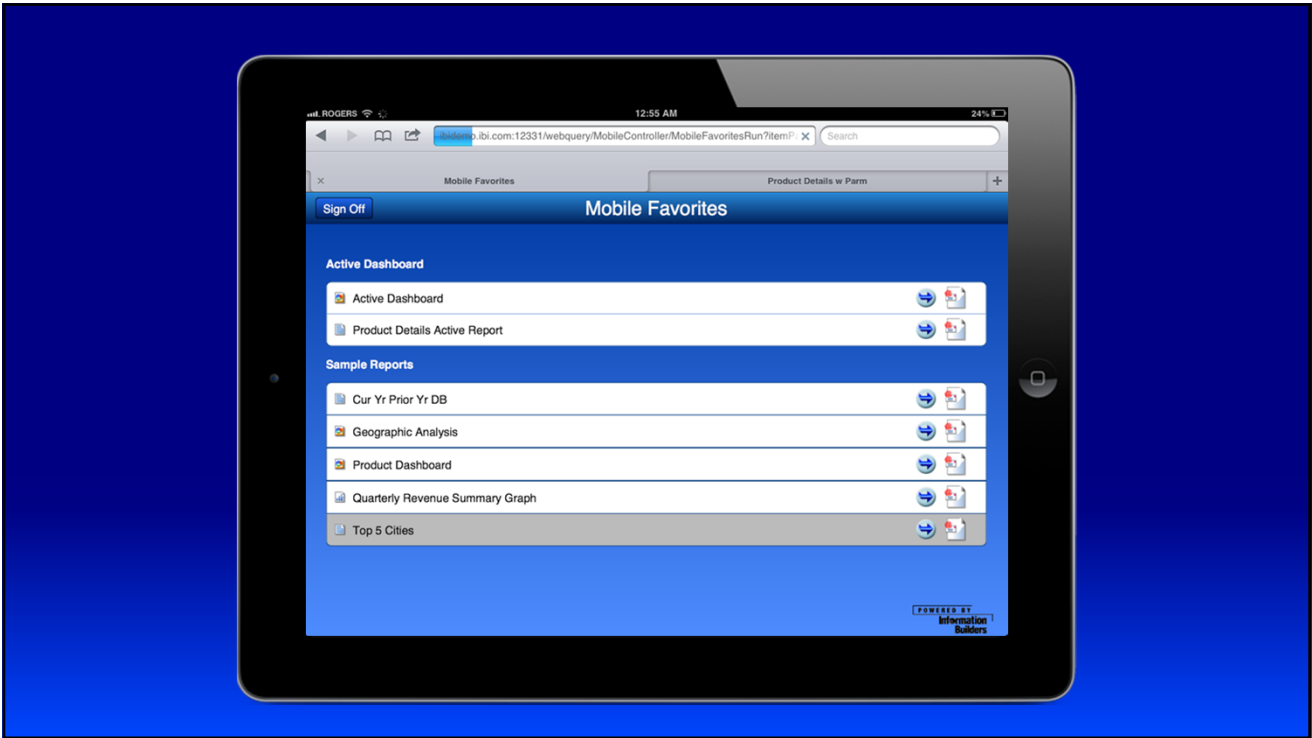 ROGERS 12:55 AM 24%
ibidemo.ibi.com:12331/webquery/MobileController/MobileFavoritesRun?itemP Search
Mobile Favorites Product Details w Parm
Sign Off Mobile Favorites
Active Dashboard
Active Dashboard
Product Details Active Report
Sample Reports
Cur Yr Prior Yr DB
Geographic Analysis
Product Dashboard
Quarterly Revenue Summary Graph
Top 5 Cities
POWERED BY
Information
Builders